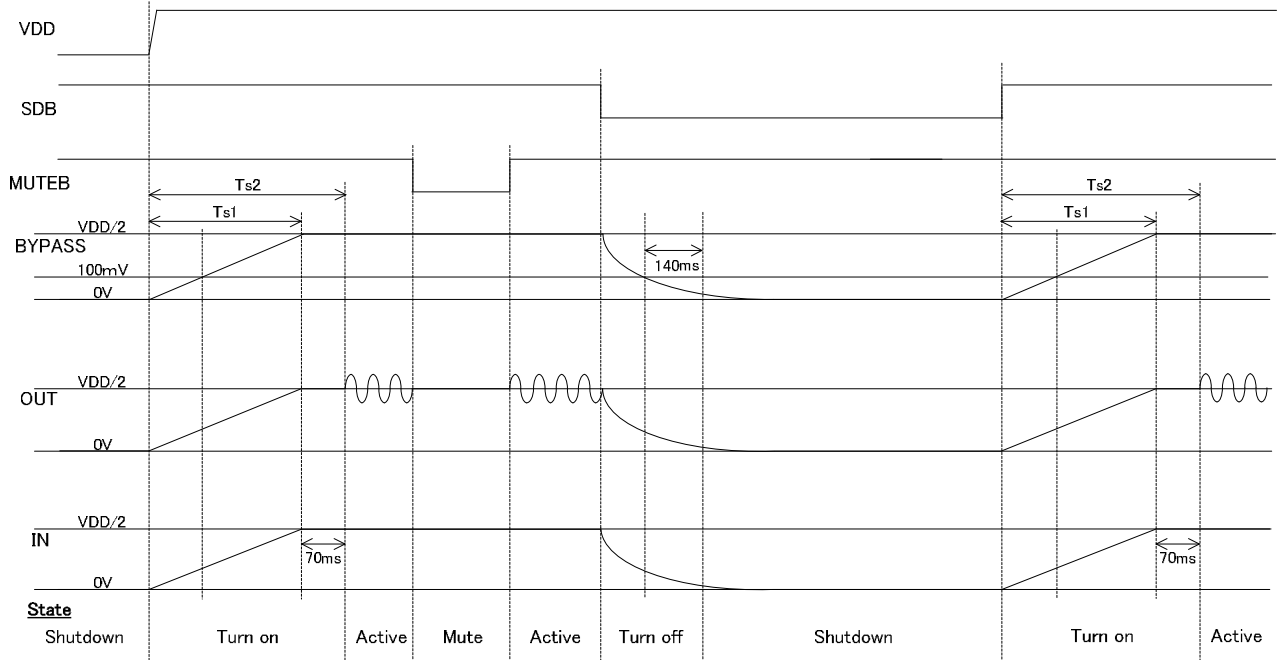 VDD
SDB
MUTEB
Ts2
Ts2
Ts1
Ts1
VDD/2
BYPASS
100mV
140ms
0V
VDD/2
OUT
0V
VDD/2
IN
70ms
70ms
0V
State
Shutdown Turn on Active Mute Active Turn off Shutdown Turn on Active